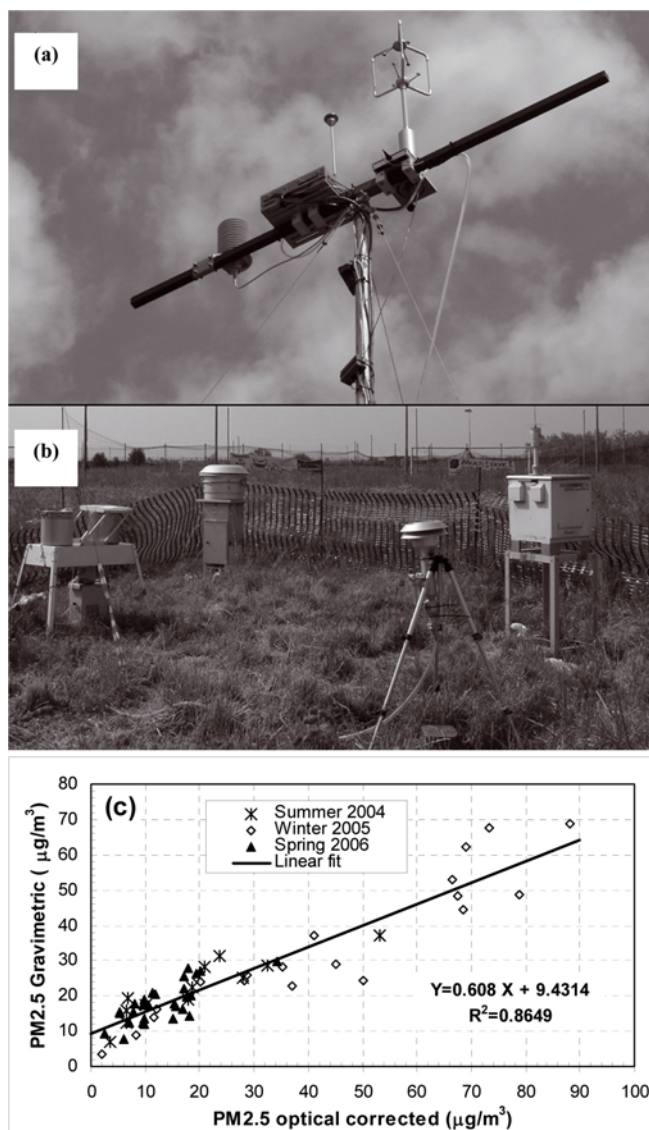 (a)
(b)
(c)
80
70
60
50
40
30
20
10
0
PM2.5 Gravimetric ( µg/m³)
Summer 2004
Winter 2005
Spring 2006
Linear fit
Y=0.608 X + 9.4314
R²=0.8649
0 10 20 30 40 50 60 70 80 90 100
PM2.5 optical corrected (µg/m³)